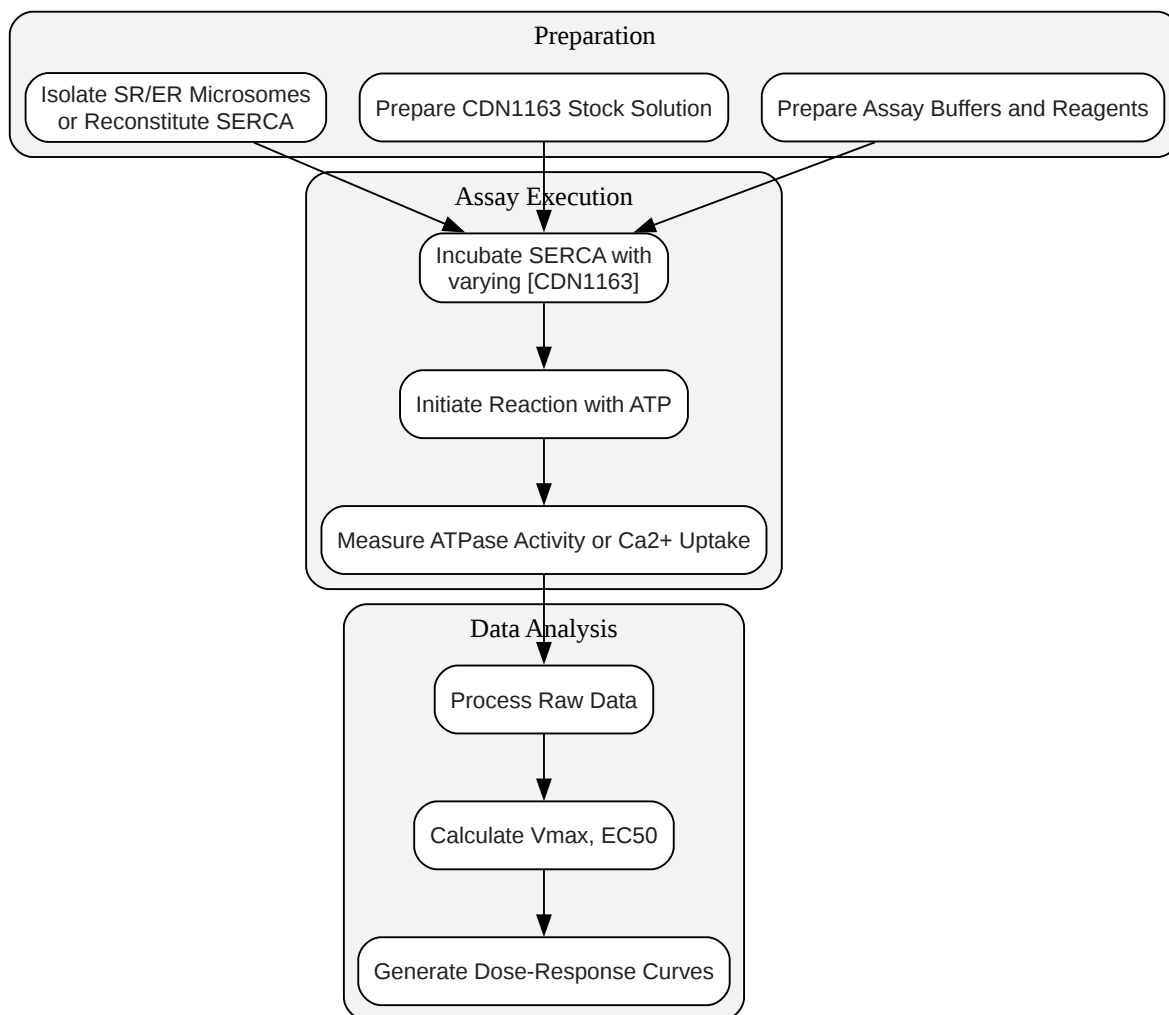 Preparation
Isolate SR/ER Microsomes
or Reconstitute SERCA
Prepare CDN1163 Stock Solution
Prepare Assay Buffers and Reagents
Assay Execution
Incubate SERCA with
varying [CDN1163]
Initiate Reaction with ATP
Measure ATPase Activity or Ca2+ Uptake
Data Analysis
Process Raw Data
Calculate Vmax, EC50
Generate Dose-Response Curves